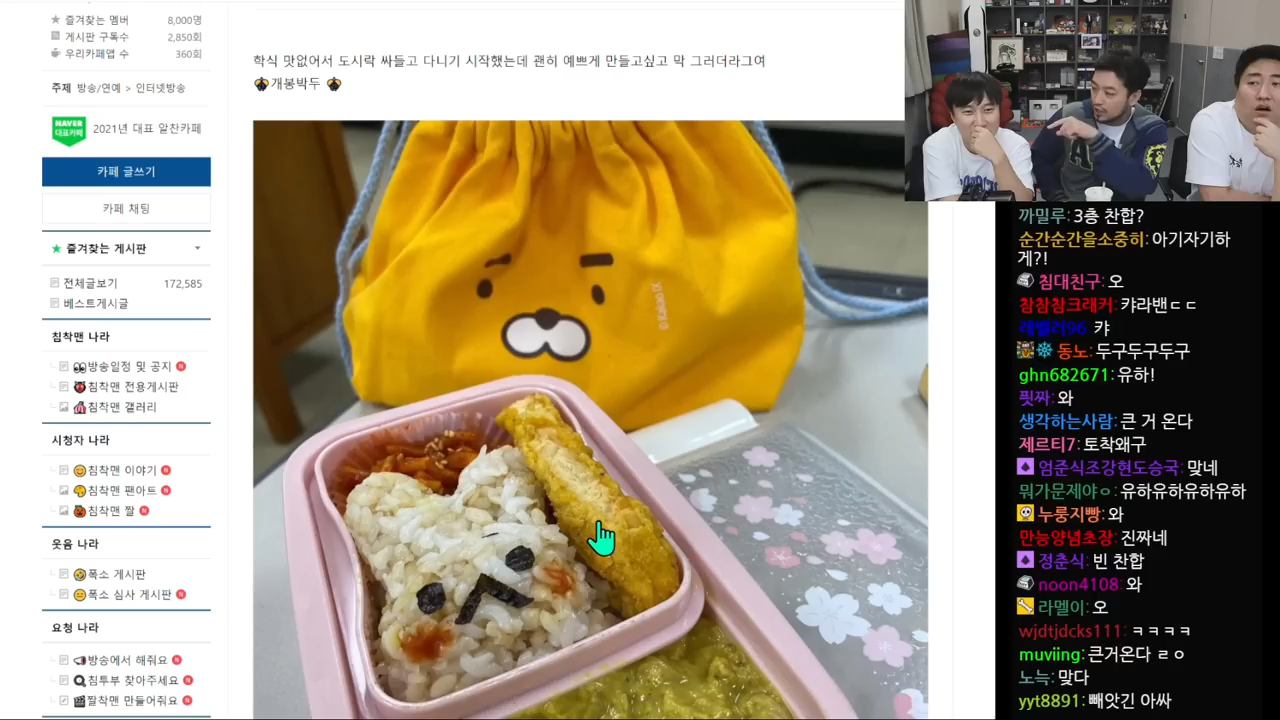 즐겨찾는 멤버 8,000명
게시판 구독수 2,850회
우리카페앱 수 360회
주제 방송/연예 > 인터넷방송
NAVER 대표카페 2021년 대표 알찬카페
카페 글쓰기
카페 채팅
즐겨찾는 게시판
전체글보기 172,585
베스트게시글
침착맨 나라
방송일정 및 공지 N
침착맨 전용게시판
침착맨 갤러리
시청자 나라
침착맨 이야기 N
침착맨 팬아트 N
침착맨 짤 N
웃음 나라
폭소 게시판
폭소 심사 게시판 N
요청 나라
방송에서 해줘요 N
침투부 찾아주세요 N
짤착맨 만들어줘요 N
학식 맛없어서 도시락 싸들고 다니기 시작했는데 괜히 예쁘게 만들고싶고 막 그러더라그여
개봉박두
까밀루: 3층 찬합?
순간순간을소중히: 아기자기하
게?!
침대친구: 오
참참참크래커: 캬라밴ㄷㄷ
레벨러96: 캬
동노: 두구두구두구
ghn682671: 유하!
핏짜: 와
생각하는사람: 큰 거 온다
제르티7: 토착왜구
엄준식조강현도승국: 맞네
뭐가문제야ㅇ: 유하유하유하유하
누룽지빵: 와
만능양념초장: 진짜네
정춘식: 빈 찬합
noon4108: 와
라멜이: 오
wjdtjdcks111: ㅋㅋㅋㅋ
muviing: 큰거온다 ㄹㅇ
노늑: 맞다
yyt8891: 빼앗긴 아싸